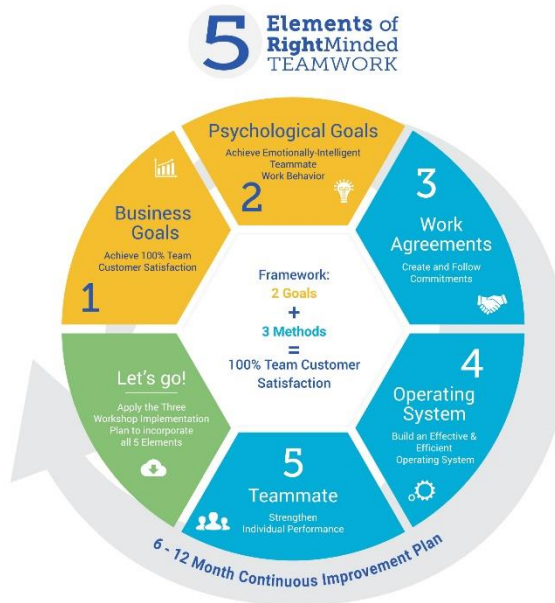 5
Elements of
RightMinded
TEAMWORK
1
Business
Goals
Achieve 100% Team
Customer Satisfaction
2
Psychological Goals
Achieve Emotionally-Intelligent
Teammate
Work Behavior
3
Work
Agreements
Create and Follow
Commitments
4
Operating
System
Build an Effective &
Efficient
Operating System
5
Teammate
Strengthen
Individual Performance
Let's go!
Apply the Three
Workshop Implementation
Plan to incorporate
all 5 Elements
Framework:
2 Goals
+
3 Methods
=
100% Team Customer
Satisfaction
6 - 12 Month Continuous Improvement Plan